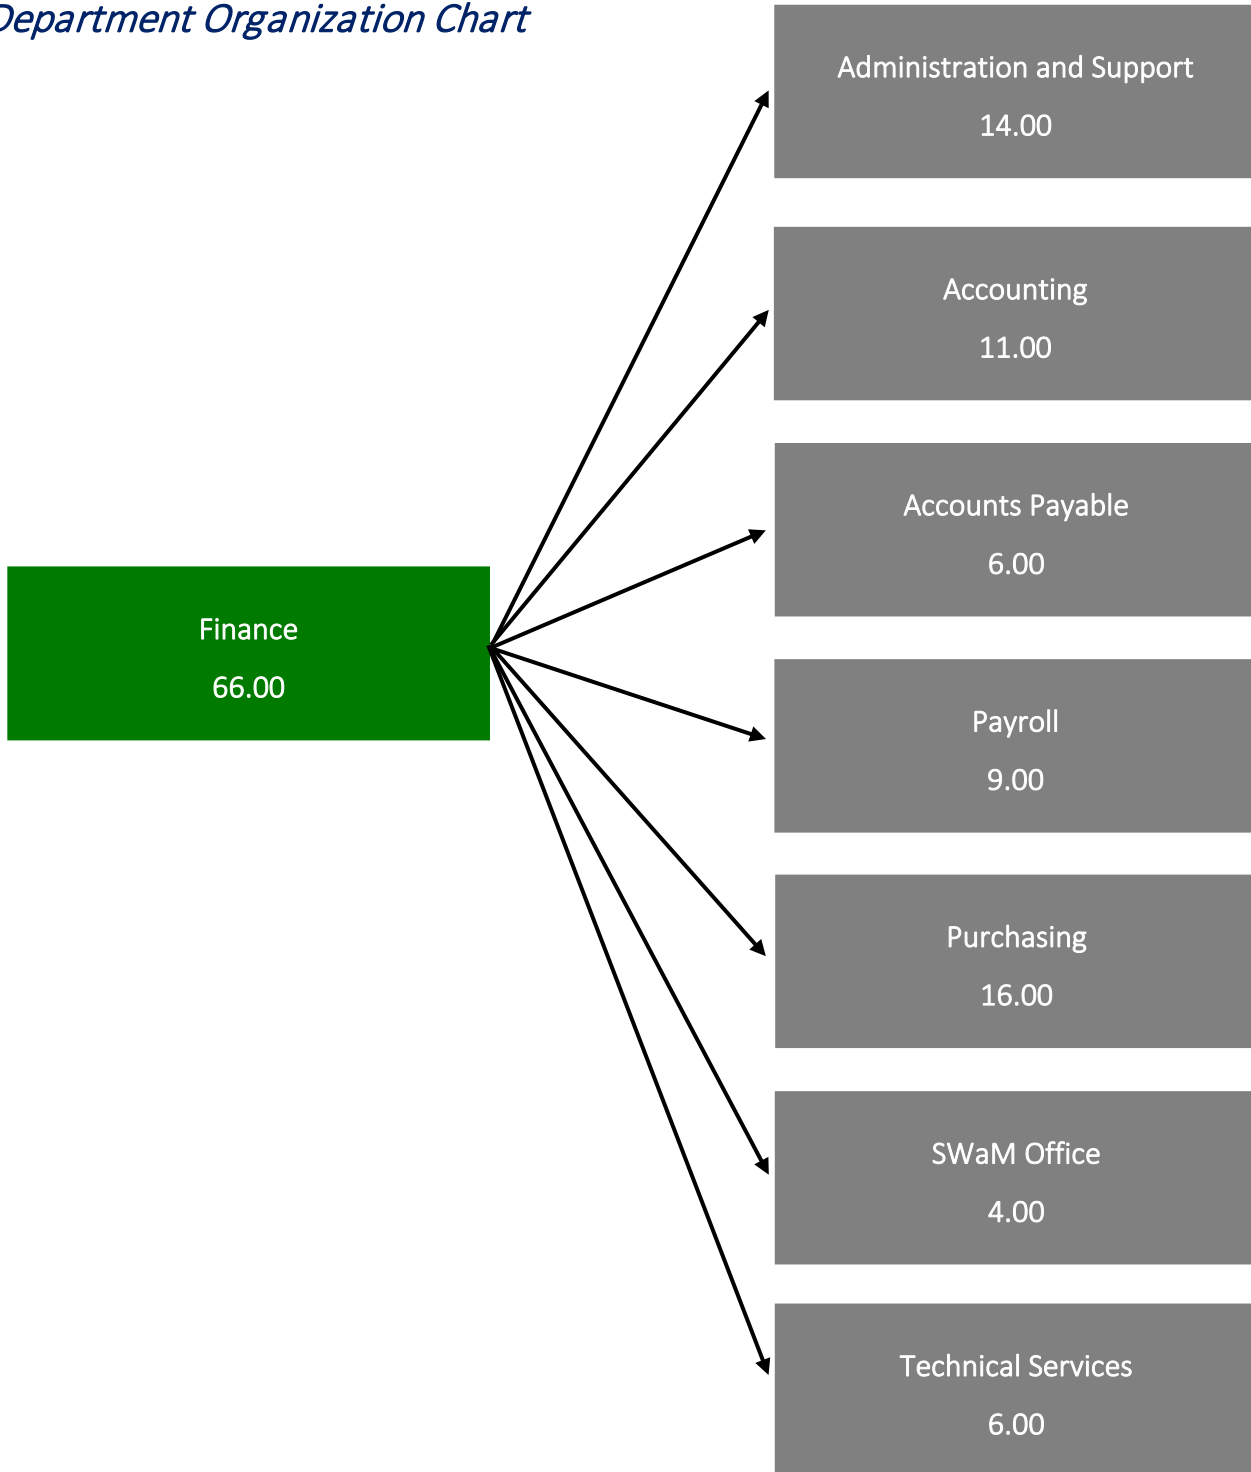 Department Organization Chart
Administration and Support
14.00
Accounting
11.00
Accounts Payable
6.00
Finance
66.00
Payroll
9.00
Purchasing
16.00
SWaM Office
4.00
Technical Services
6.00